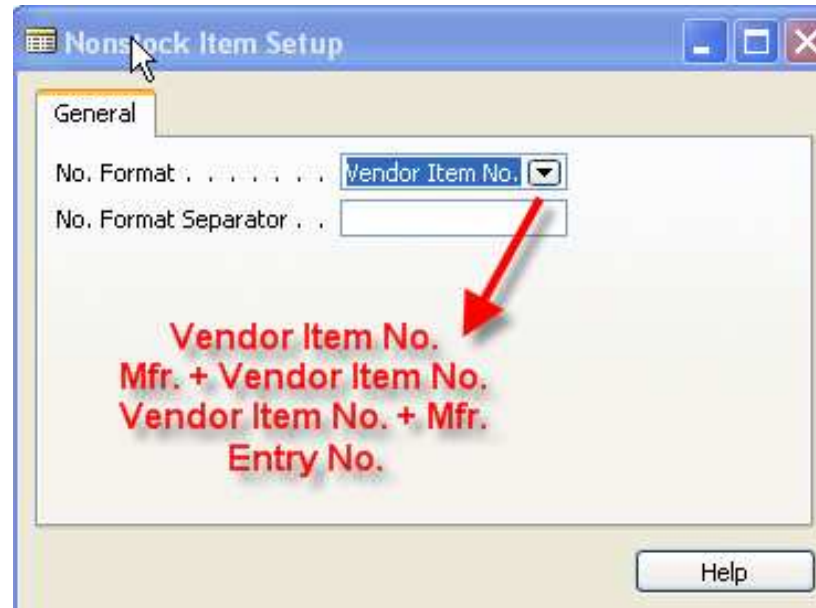 Nonstock Item Setup
General
No. Format . . . . . . . Vendor Item No.
No. Format Separator . .
Vendor Item No.
Mfr. + Vendor Item No.
Vendor Item No. + Mfr.
Entry No.
Help